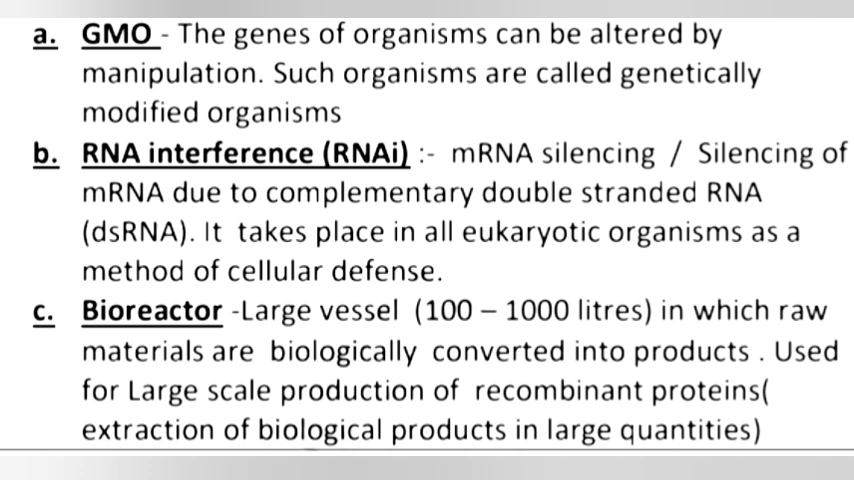 a. GMO - The genes of organisms can be altered by
manipulation. Such organisms are called genetically
modified organisms
b. RNA interference (RNAi) :- mRNA silencing / Silencing of
mRNA due to complementary double stranded RNA
(dsRNA). It takes place in all eukaryotic organisms as a
method of cellular defense.
c. Bioreactor -Large vessel (100 – 1000 litres) in which raw
materials are biologically converted into products . Used
for Large scale production of recombinant proteins(
extraction of biological products in large quantities)